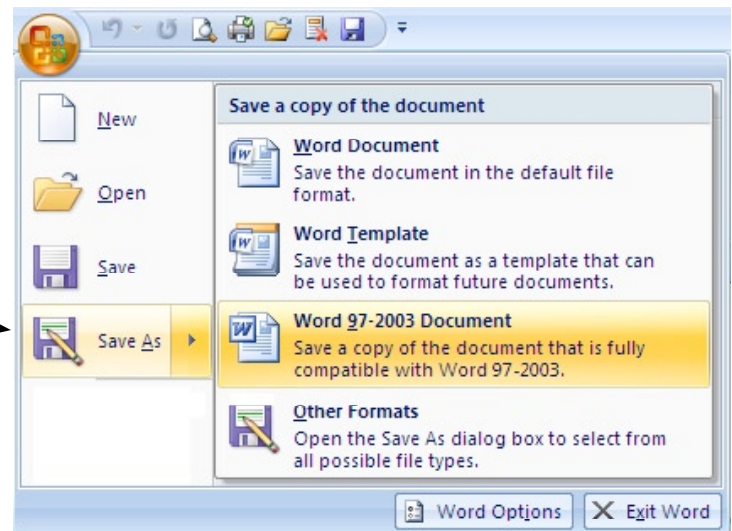 New
Open
Save
Save As
Save a copy of the document
Word Document
Save the document in the default file
format.
Word Template
Save the document as a template that can
be used to format future documents.
Word 97-2003 Document
Save a copy of the document that is fully
compatible with Word 97-2003.
Other Formats
Open the Save As dialog box to select from
all possible file types.
Word Options
Exit Word